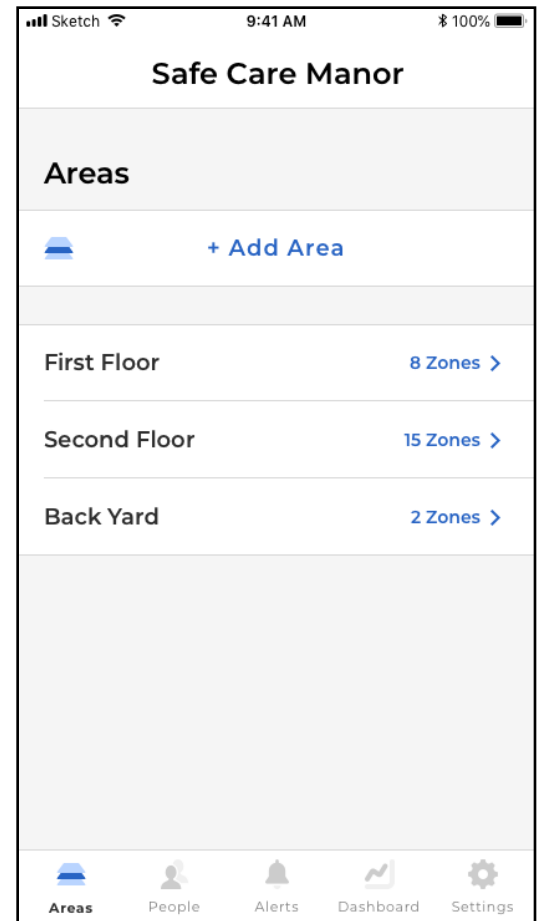 Sketch 9:41 AM 100%
Safe Care Manor
Areas
+ Add Area
First Floor 8 Zones
Second Floor 15 Zones
Back Yard 2 Zones
Areas People Alerts Dashboard Settings